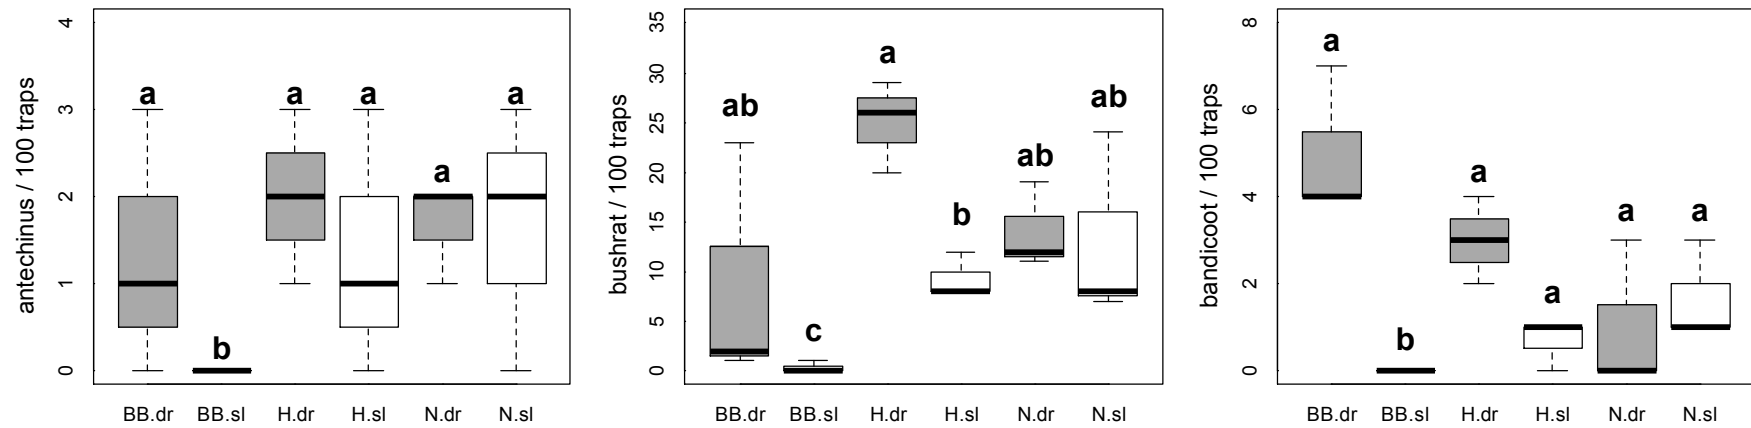 antechinus / 100 traps
4
3
2
1
0
a
b
a
a
a
a
BB.dr BB.sl H.dr H.sl N.dr N.sl
bushrat / 100 traps
35
30
25
20
15
10
5
0
ab
c
a
b
ab
ab
BB.dr BB.sl H.dr H.sl N.dr N.sl
bandicoot / 100 traps
8
6
4
2
0
a
b
a
a
a
a
BB.dr BB.sl H.dr H.sl N.dr N.sl